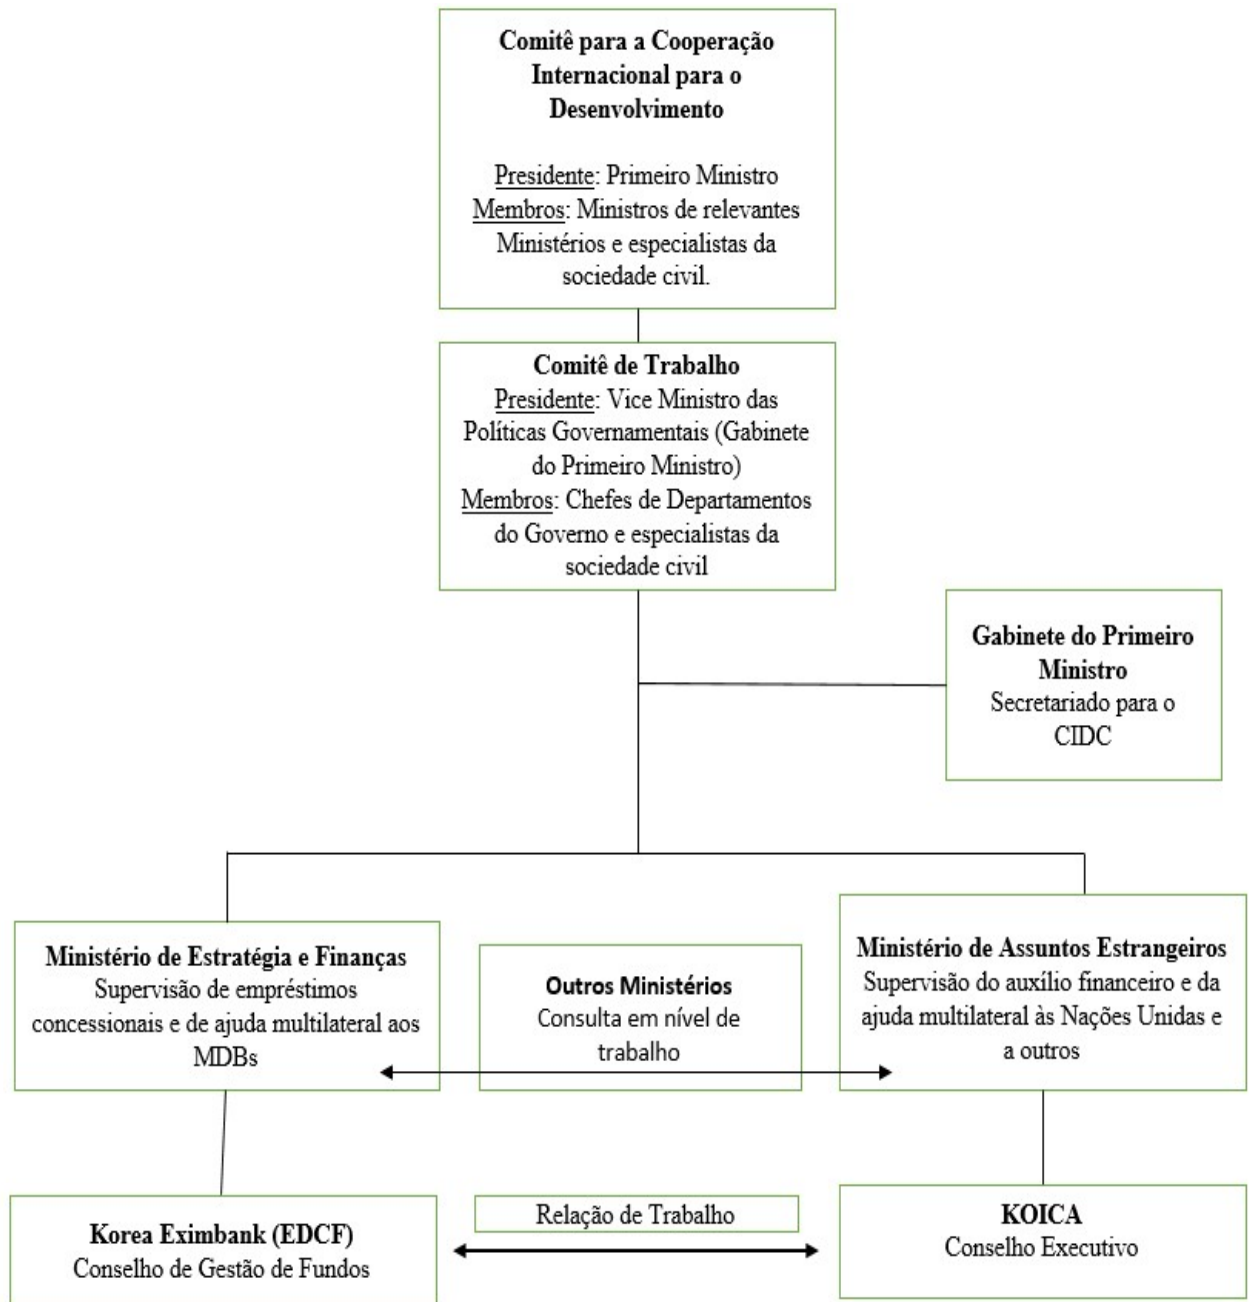 Comitê para a Cooperação
Internacional para o
Desenvolvimento
Presidente: Primeiro Ministro
Membros: Ministros de relevantes
Ministérios e especialistas da
sociedade civil.
Comitê de Trabalho
Presidente: Vice Ministro das
Políticas Governamentais (Gabinete
do Primeiro Ministro)
Membros: Chefes de Departamentos
do Governo e especialistas da
sociedade civil
Gabinete do Primeiro
Ministro
Secretariado para o
CIDC
Ministério de Estratégia e Finanças
Supervisão de empréstimos
concessionais e de ajuda multilateral aos
MDBs
Outros Ministérios
Consulta em nível de
trabalho
Ministério de Assuntos Estrangeiros
Supervisão do auxílio financeiro e da
ajuda multilateral às Nações Unidas e
a outros
Korea Eximbank (EDCF)
Conselho de Gestão de Fundos
Relação de Trabalho
KOICA
Conselho Executivo